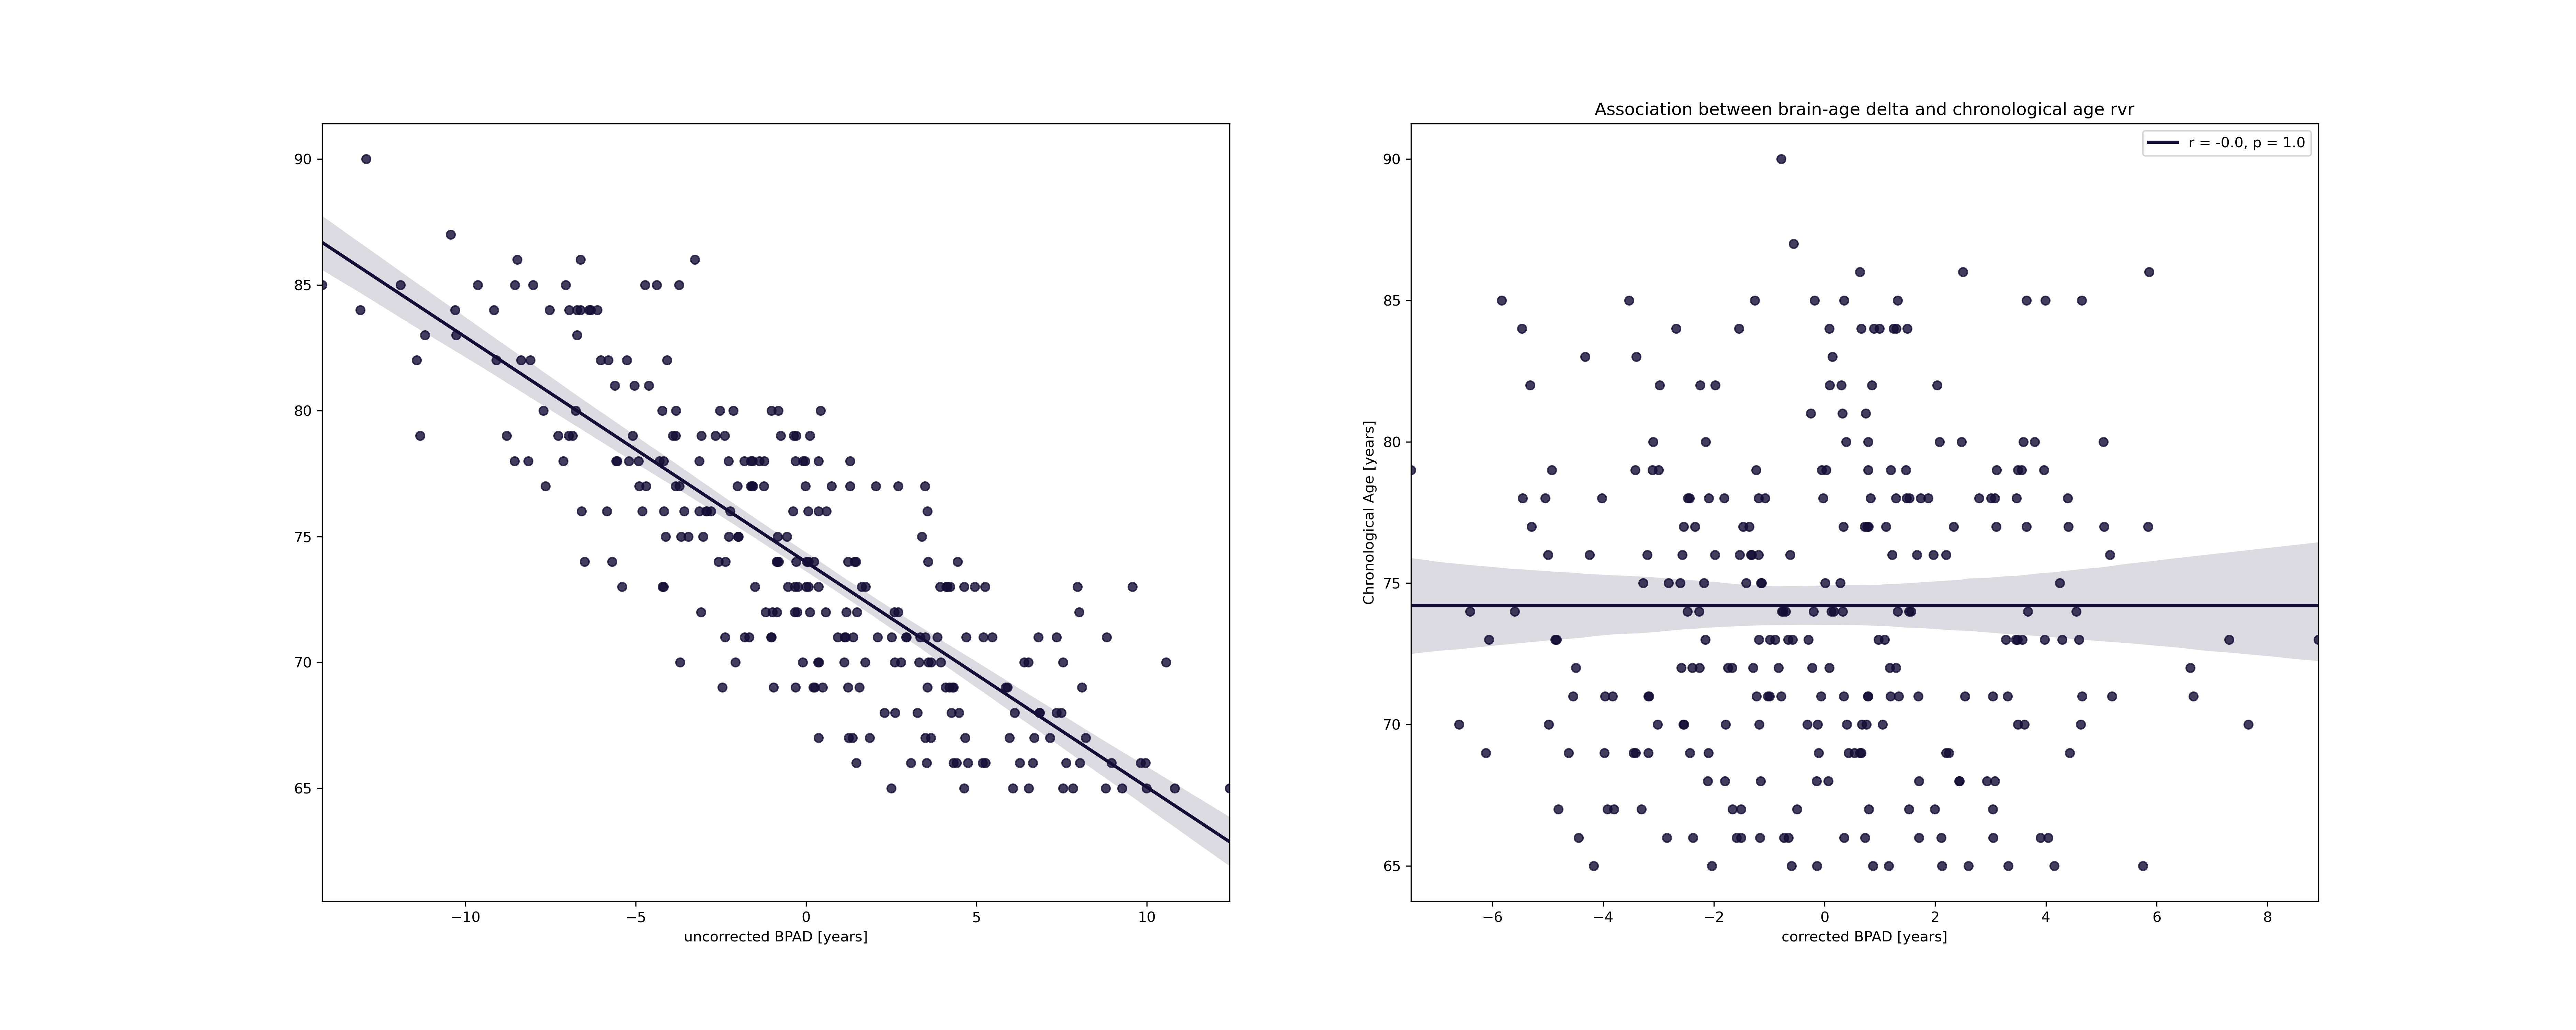 90
85
80
75
70
65
−10 −5 0 5 10
uncorrected BPAD [years]
Association between brain-age delta and chronological age rvr
r = -0.0, p = 1.0
Chronological Age [years]
90
85
80
75
70
65
−6 −4 −2 0 2 4 6 8
corrected BPAD [years]